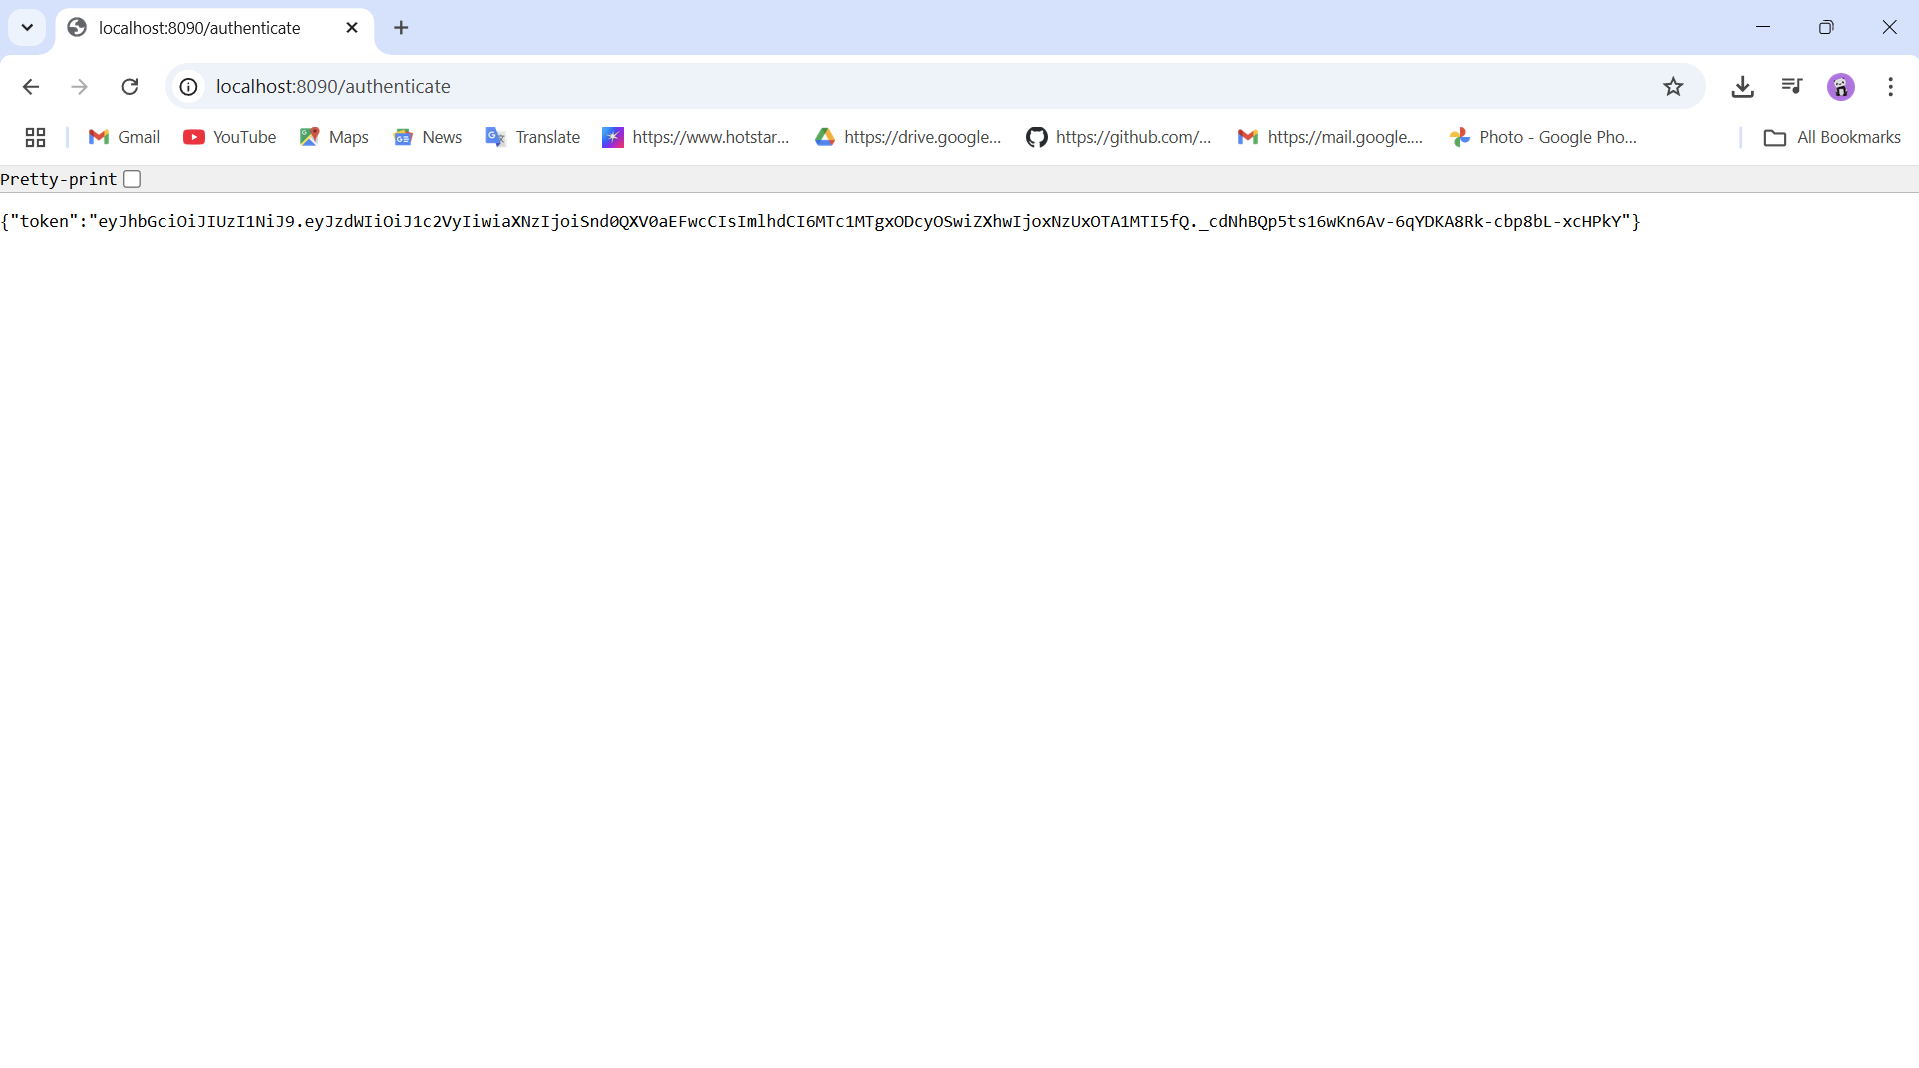 localhost:8090/authenticate
localhost:8090/authenticate
Gmail
YouTube
Maps
News
Translate
https://www.hotstar...
https://drive.google...
https://github.com/...
https://mail.google....
Photo - Google Pho...
All Bookmarks
Pretty-print
{"token":"eyJhbGciOiJIUzI1NiJ9.eyJzdWIiOiJ1c2VyIiwiaXNzIjoiSnd0QXV0aEFwcCIsImlhdCI6MTc1MTgxODcyOSwiZXhwIjoxNzUxOTA1MTI5fQ._cdNhBQp5ts16wKn6Av-6qYDKA8Rk-cbp8bL-xcHPkY"}